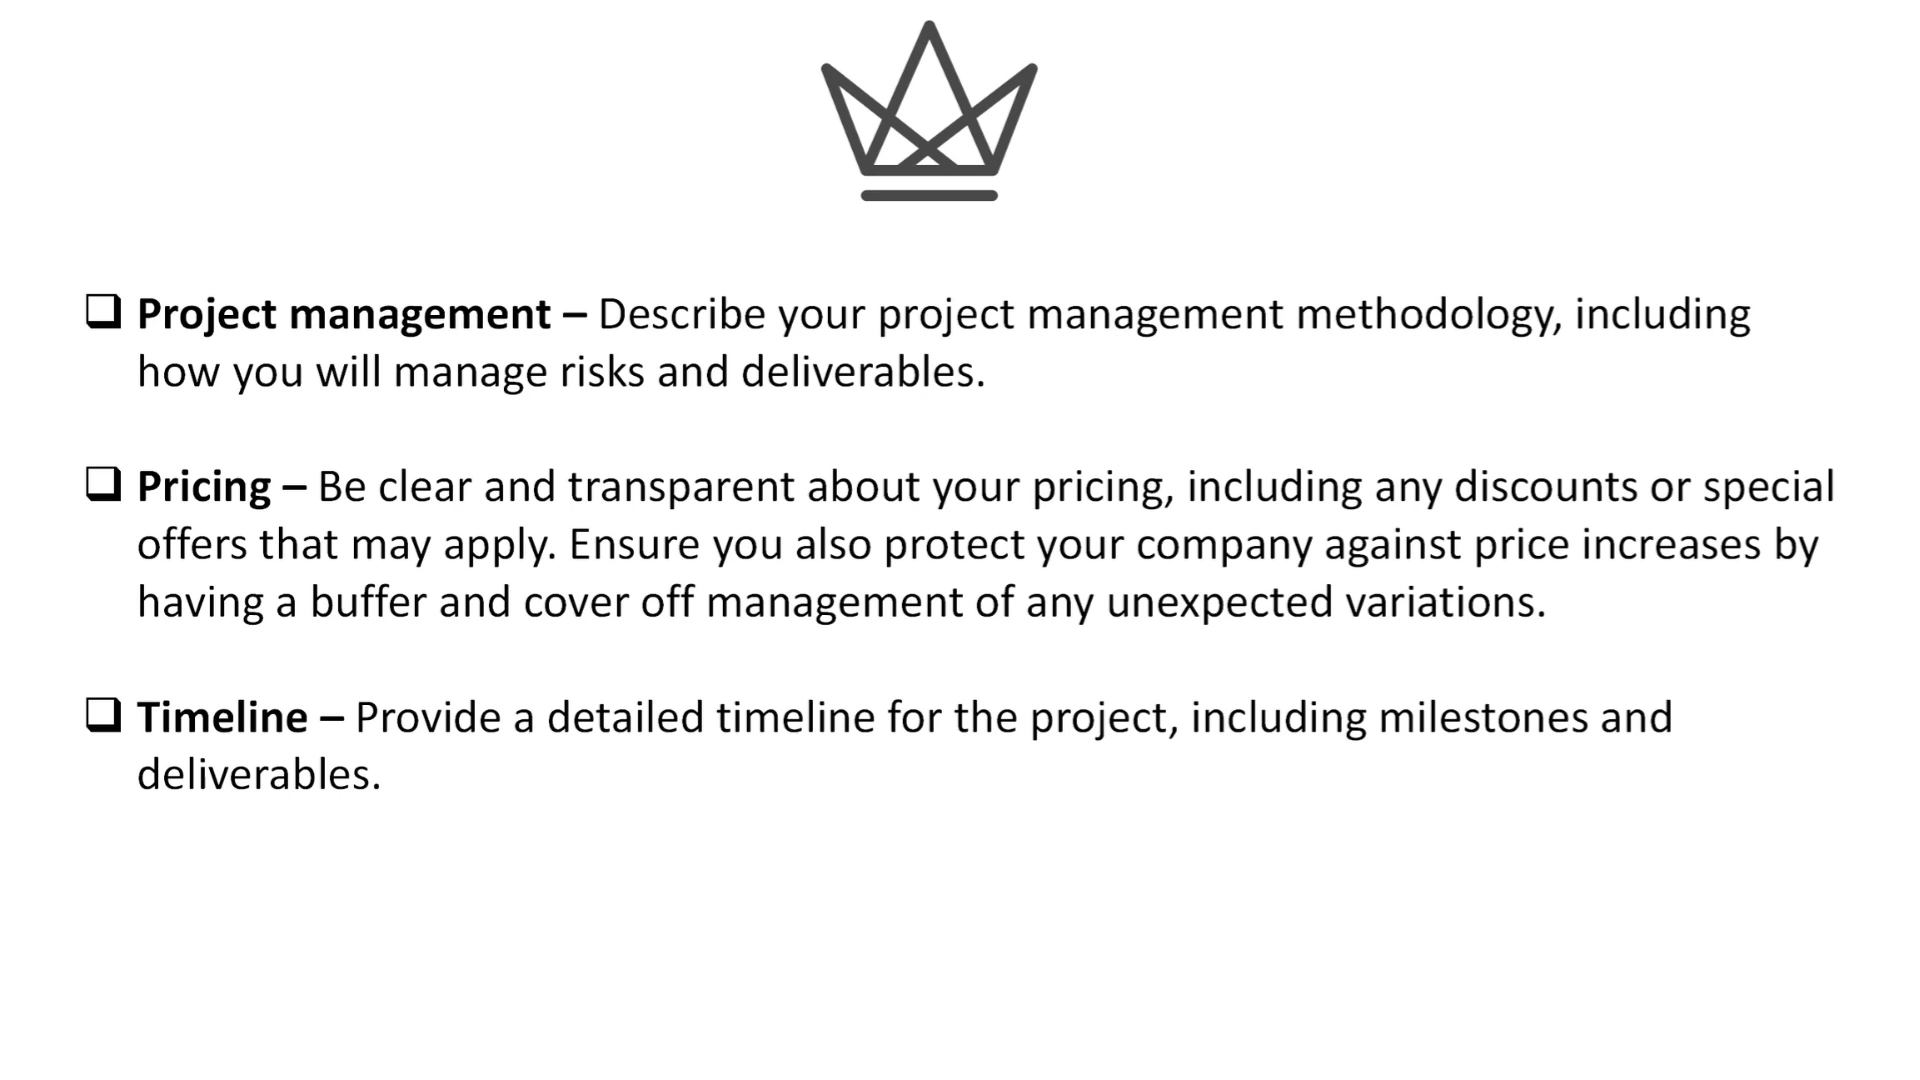 ❑ Project management – Describe your project management methodology, including
how you will manage risks and deliverables.
❑ Pricing – Be clear and transparent about your pricing, including any discounts or special
offers that may apply. Ensure you also protect your company against price increases by
having a buffer and cover off management of any unexpected variations.
❑ Timeline – Provide a detailed timeline for the project, including milestones and
deliverables.